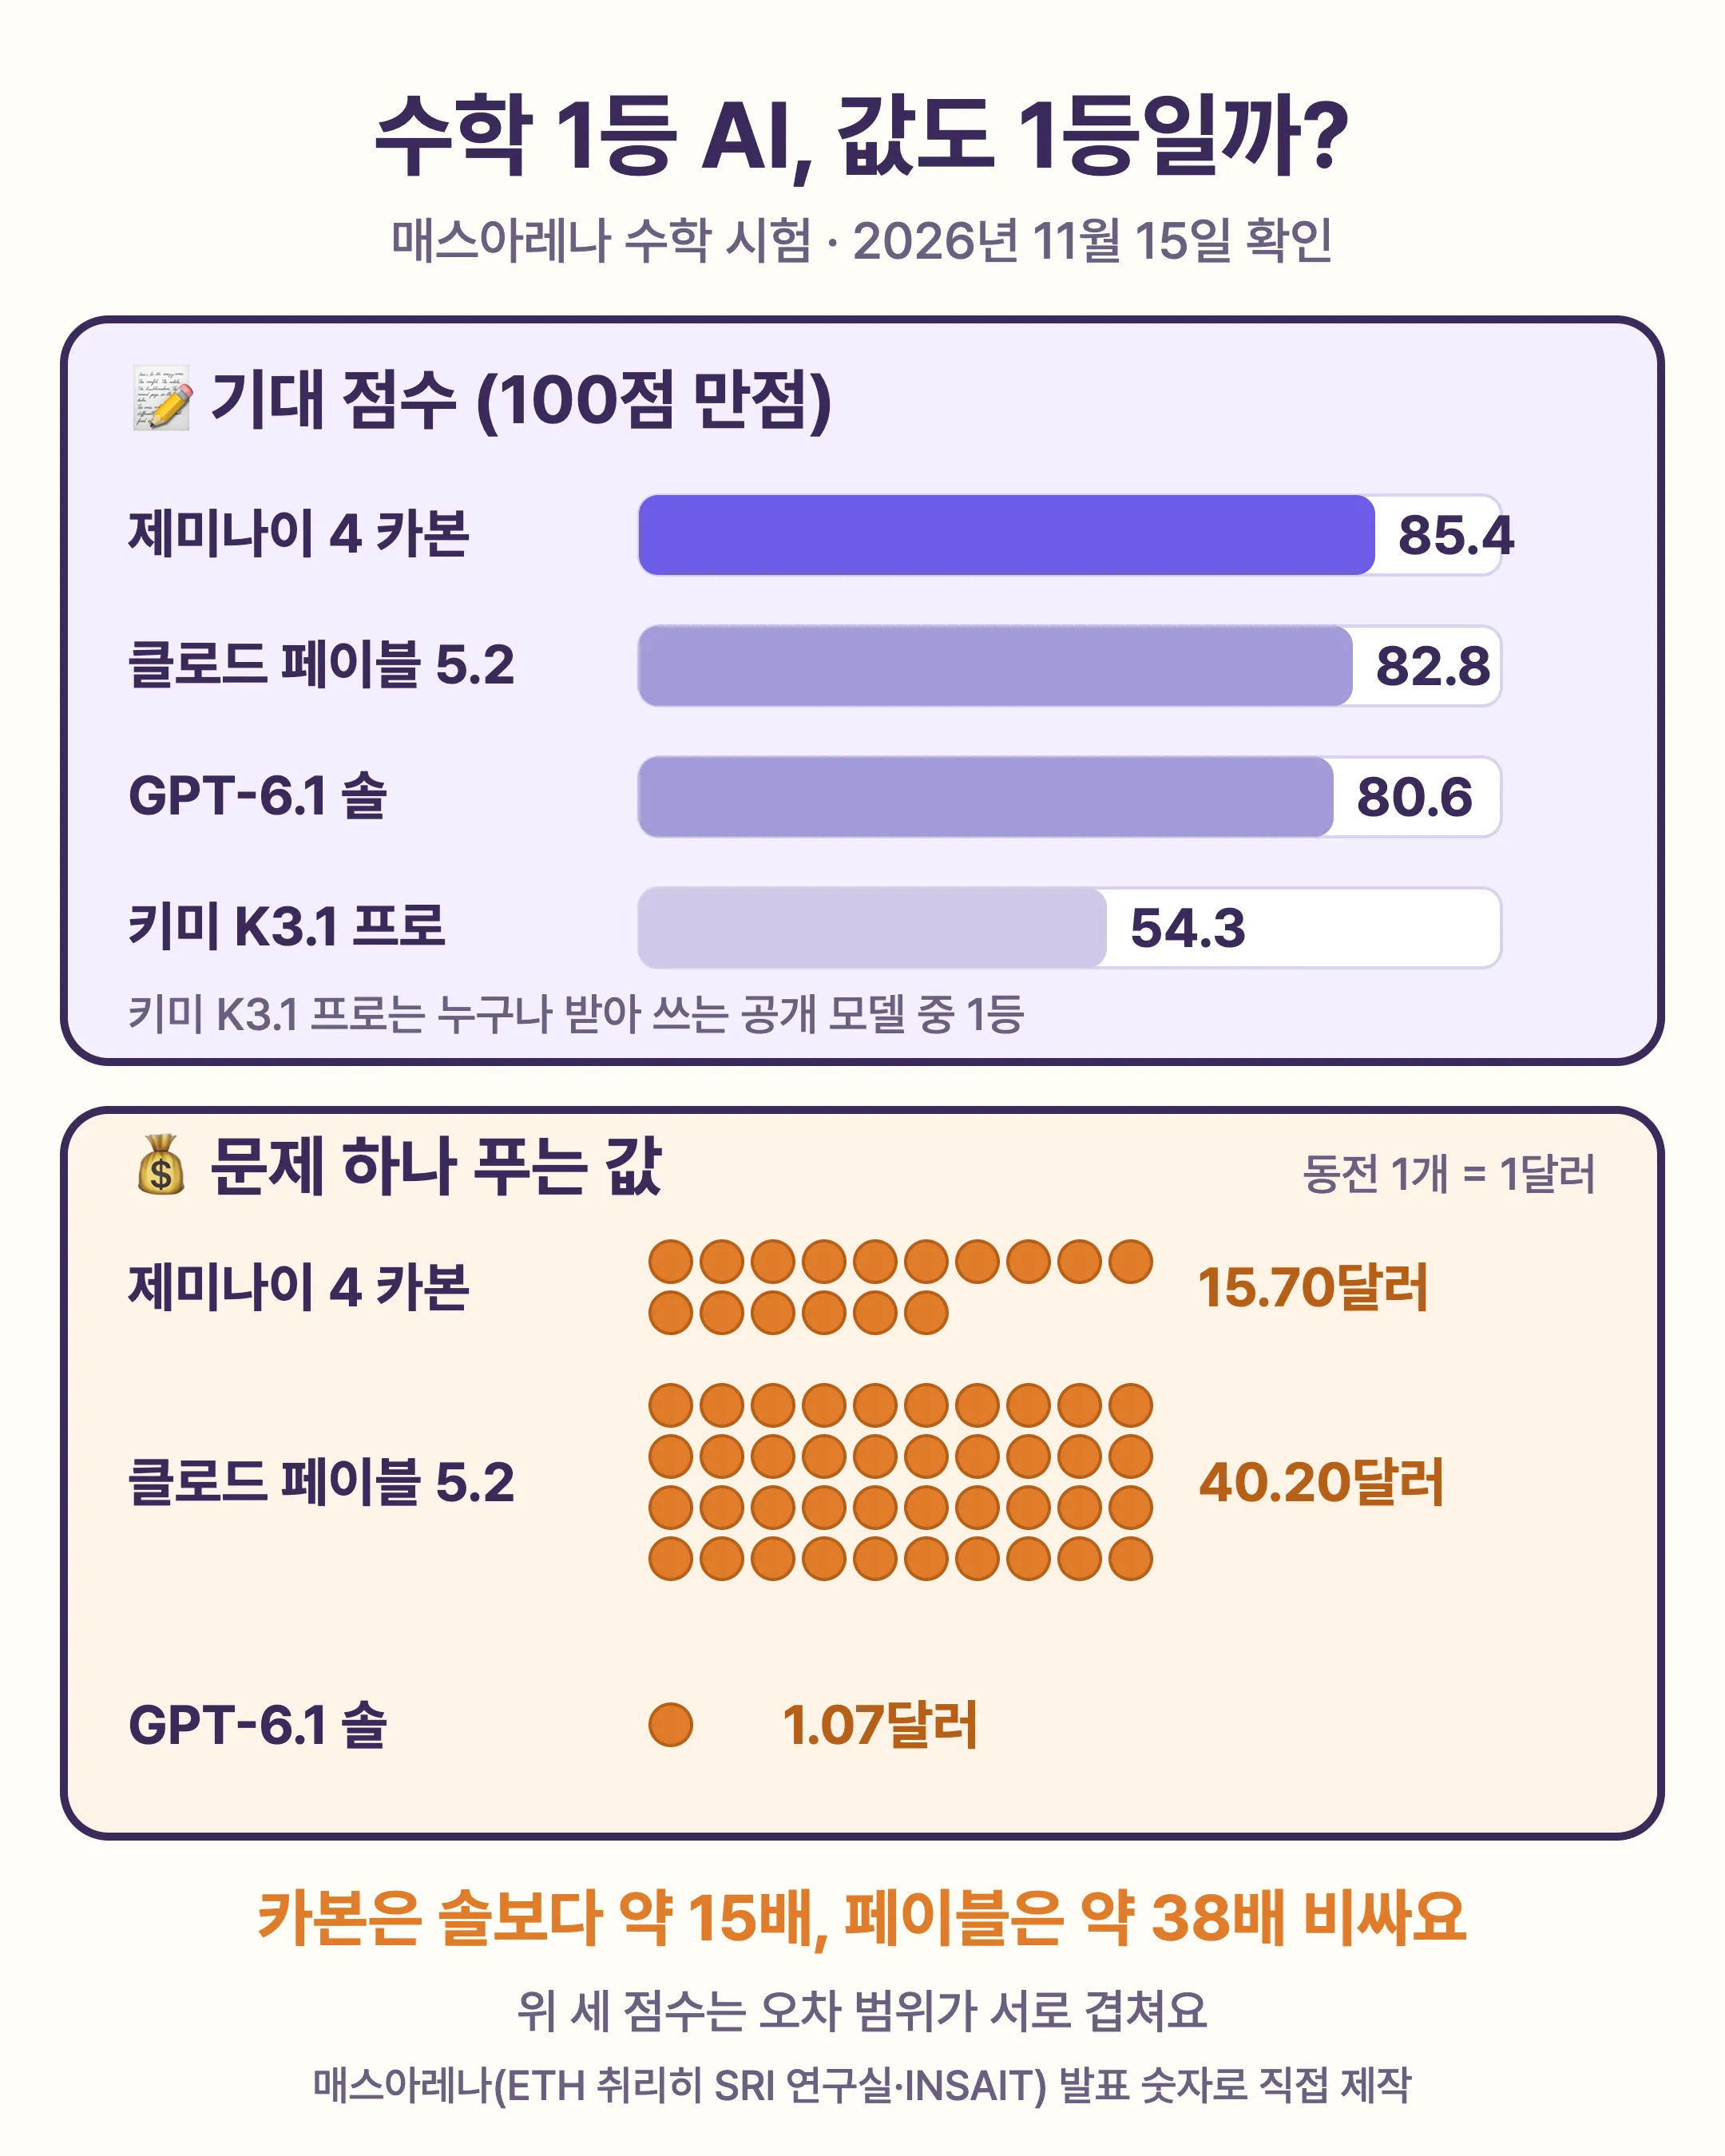 수학 1등 AI, 값도 1등일까?
매스아레나 수학 시험 · 2026년 11월 15일 확인
기대 점수 (100점 만점)
제미나이 4 카본 85.4
클로드 페이블 5.2 82.8
GPT-6.1 솔 80.6
키미 K3.1 프로 54.3
키미 K3.1 프로는 누구나 받아 쓰는 공개 모델 중 1등
문제 하나 푸는 값 동전 1개 = 1달러
제미나이 4 카본 15.70달러
클로드 페이블 5.2 40.20달러
GPT-6.1 솔 1.07달러
카본은 솔보다 약 15배, 페이블은 약 38배 비싸요
위 세 점수는 오차 범위가 서로 겹쳐요
매스아레나(ETH 취리히 SRI 연구실·INSAIT) 발표 숫자로 직접 제작